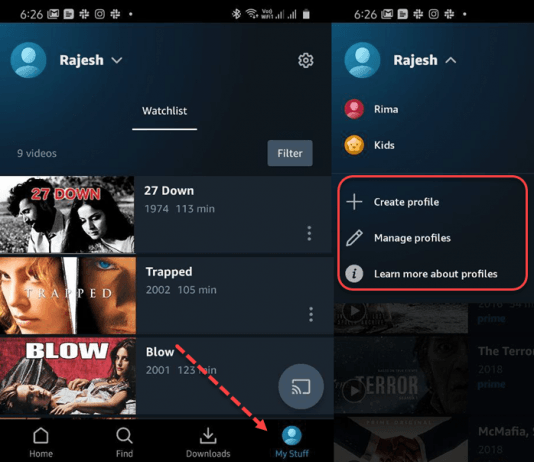 6:26
Rajesh
Watchlist
9 videos
Filter
27 DOWN
27 Down
1974 113 min
TRAPPED
Trapped
2002 105 min
BLOW
Blow
2001 123 min
Home
Find
Downloads
My Stuff
6:26
Rajesh
Rima
Kids
Create profile
Manage profiles
Learn more about profiles
2018
prime
TERROR
The Terror
2018
prime
McMafia, S
2018